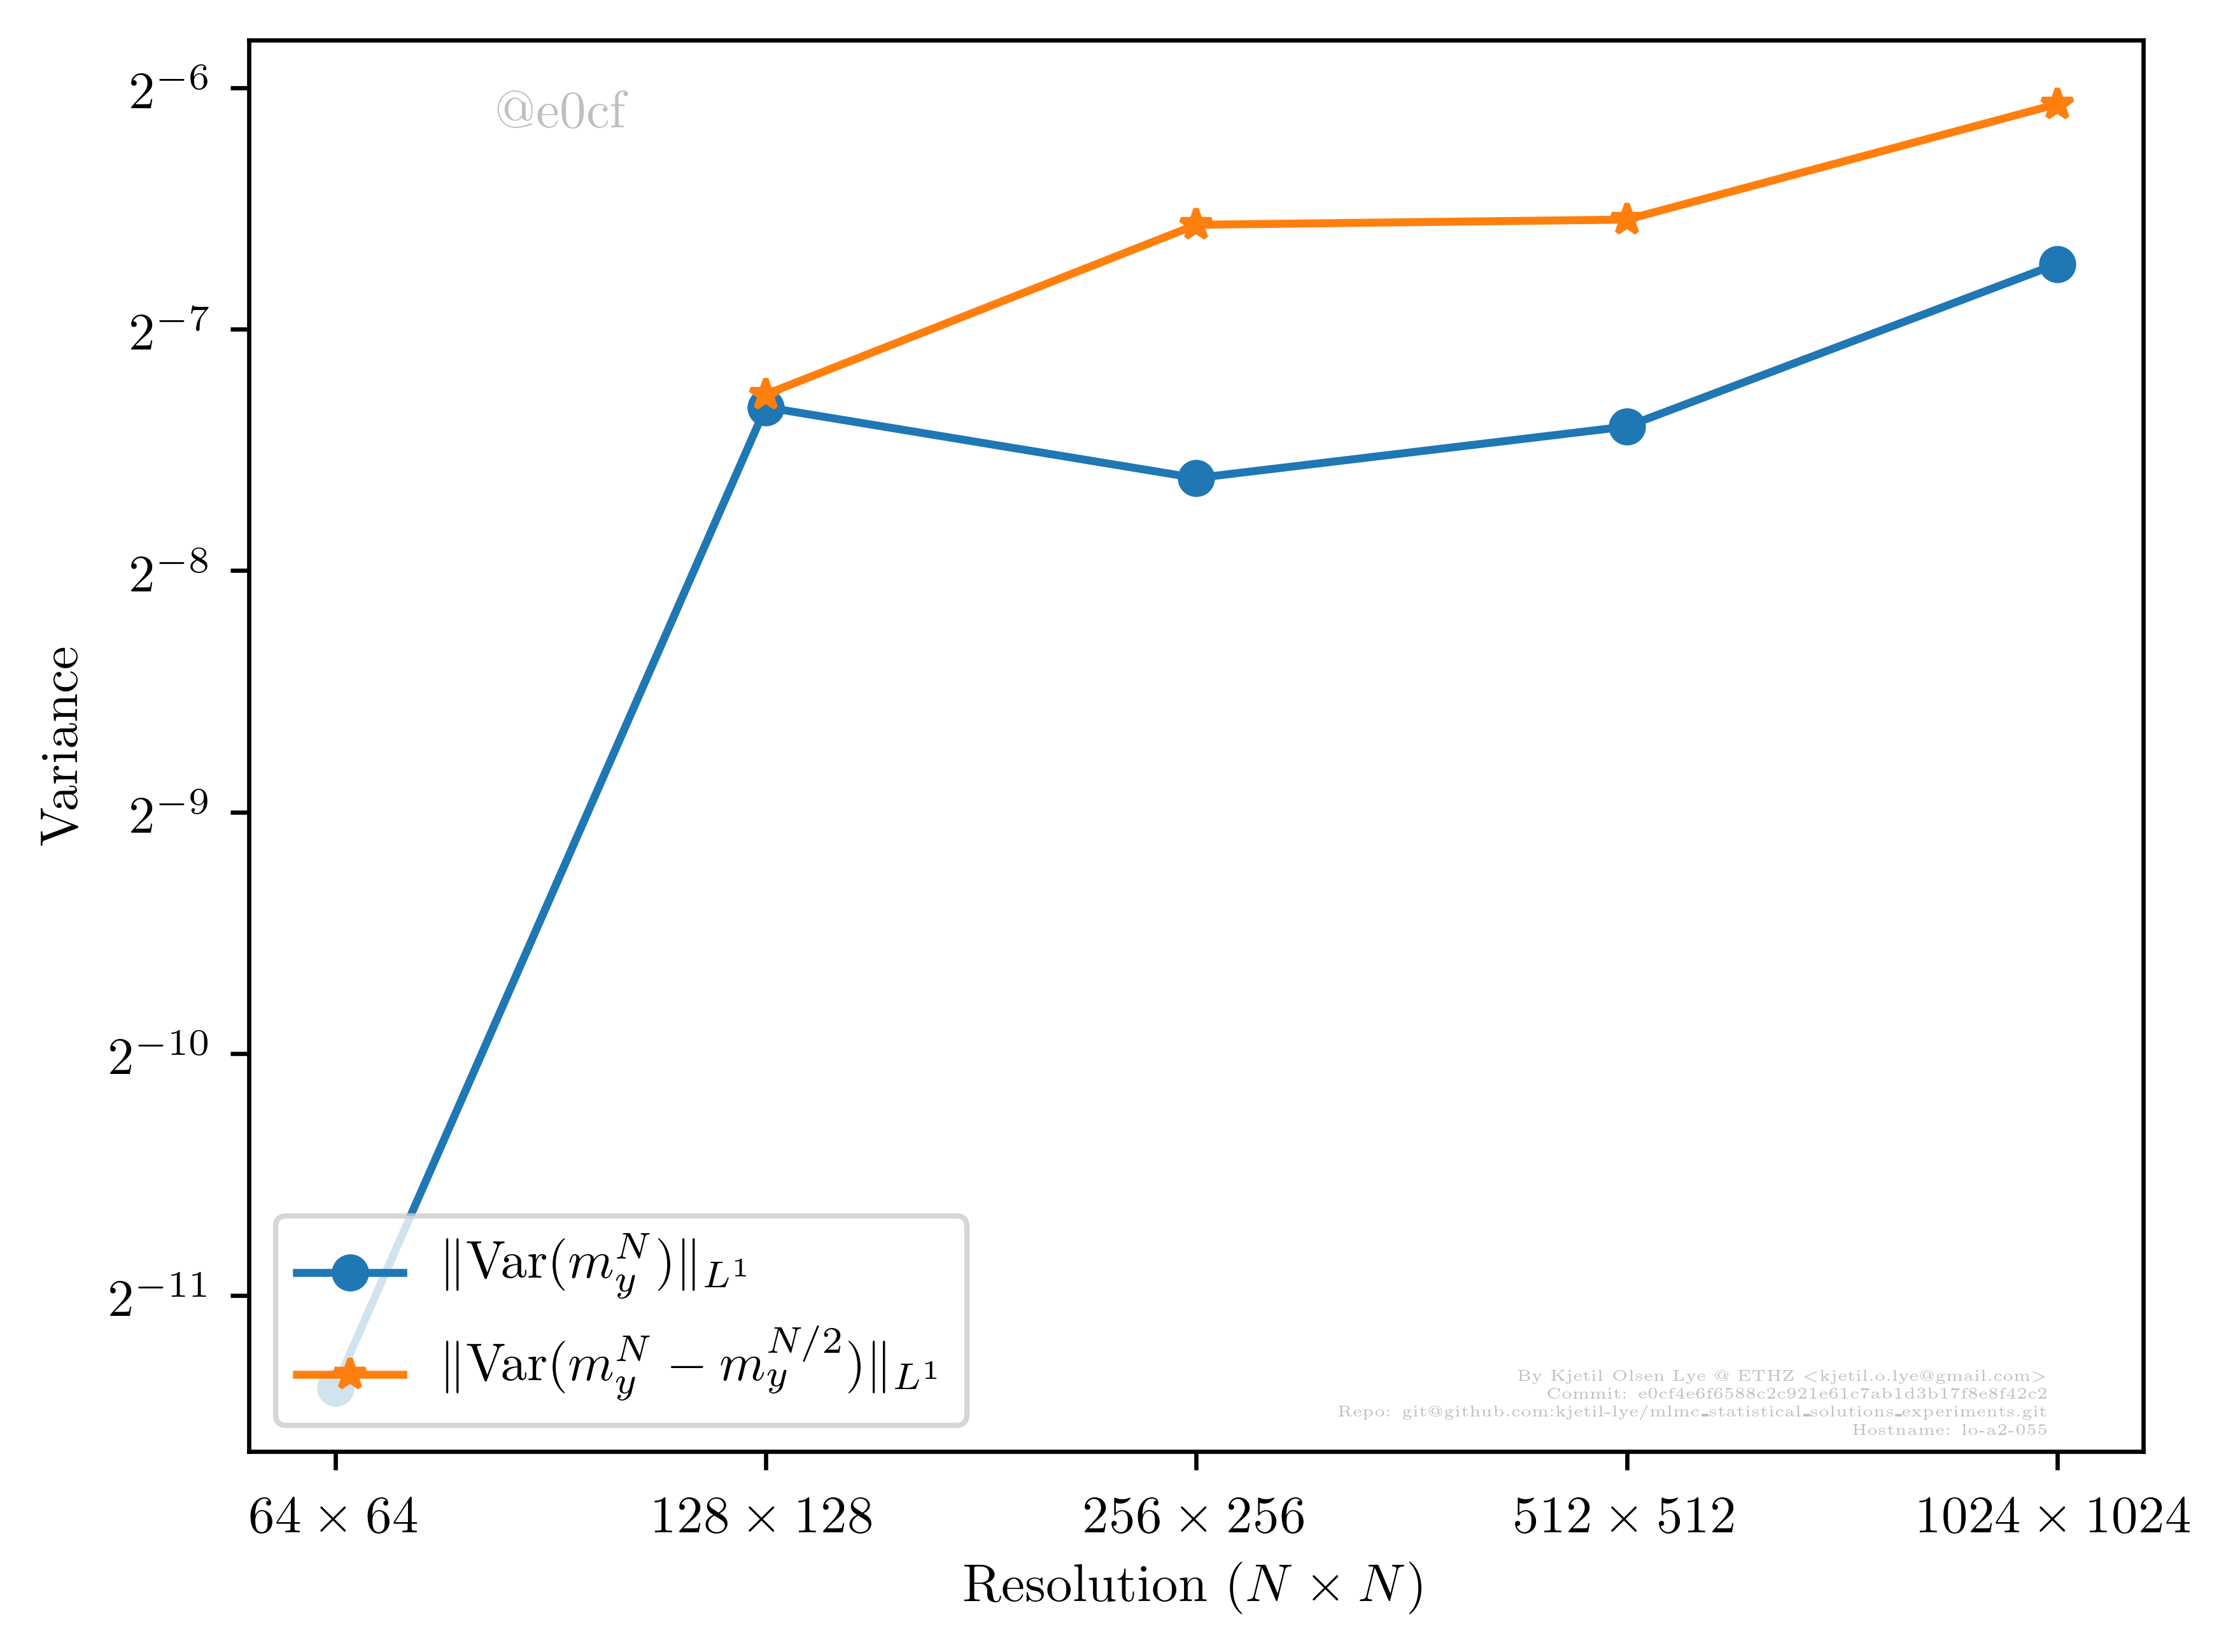 @e0cf
2^{-6}
2^{-7}
2^{-8}
2^{-9}
2^{-10}
2^{-11}
Variance
‖Var(m_y^N)‖_{L^1}
‖Var(m_y^N − m_y^{N/2})‖_{L^1}
By Kjetil Olsen Lye @ ETHZ <kjetil.o.lye@gmail.com>
Commit: e0cf4e6f6588c2c921e61c7ab1d3b17f8e8f42c2
Repo: git@github.com:kjetil-lye/mlmc_statistical_solutions_experiments.git
Hostname: lo-a2-055
64 × 64
128 × 128
256 × 256
512 × 512
1024 × 1024
Resolution (N × N)